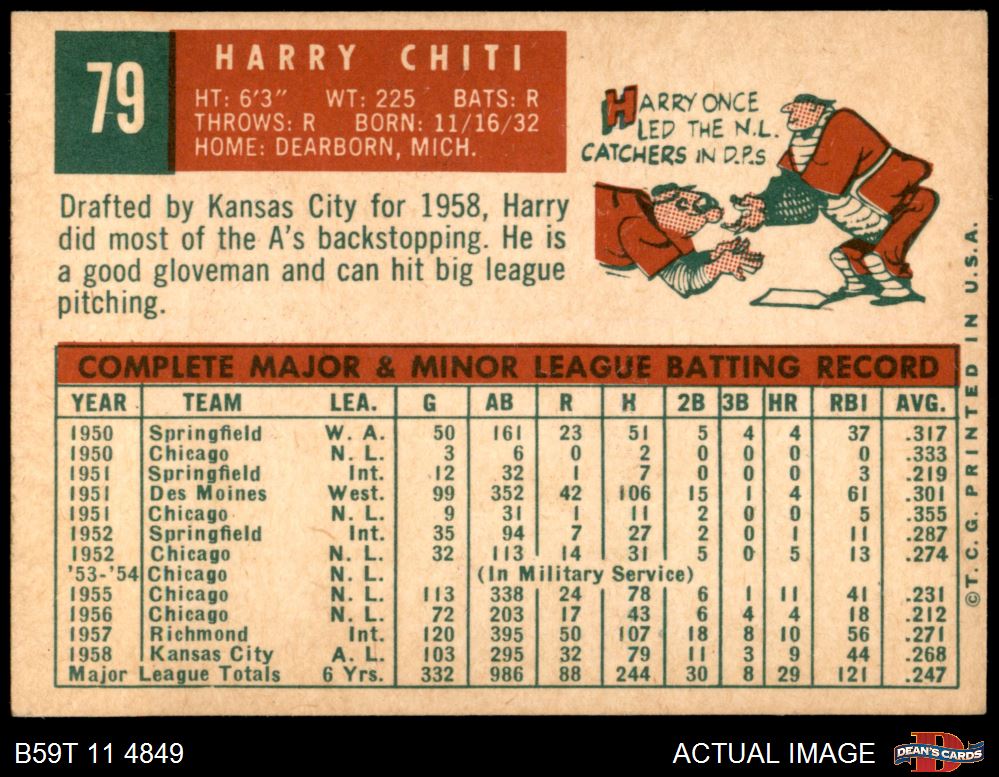 79
HARRY CHITI
HT: 6'3" WT: 225 BATS: R
THROWS: R BORN: 11/16/32
HOME: DEARBORN, MICH.
HARRY ONCE
LED THE N.L.
CATCHERS IN D.P.S
Drafted by Kansas City for 1958, Harry
did most of the A's backstopping. He is
a good gloveman and can hit big league
pitching.
COMPLETE MAJOR & MINOR LEAGUE BATTING RECORD
YEAR TEAM LEA. G AB R H 2B 3B HR RBI AVG.
1950 Springfield W. A. 50 161 23 51 5 4 4 37 .317
1950 Chicago N. L. 3 6 0 2 0 0 0 0 .333
1951 Springfield Int. 12 32 1 7 0 0 0 3 .219
1951 Des Moines West. 99 352 42 106 15 1 4 61 .301
1951 Chicago N. L. 9 31 1 11 2 0 0 5 .355
1952 Springfield Int. 35 94 7 27 2 0 1 11 .287
1952 Chicago N. L. 32 113 14 31 5 0 5 13 .274
'53-'54 Chicago N. L. (In Military Service)
1955 Chicago N. L. 113 338 24 78 6 1 11 41 .231
1956 Chicago N. L. 72 203 17 43 6 4 4 18 .212
1957 Richmond Int. 120 395 50 107 18 8 10 56 .271
1958 Kansas City A. L. 103 295 32 79 11 3 9 44 .268
Major League Totals 6 Yrs. 332 986 88 244 30 8 29 121 .247
©T.C.G. PRINTED IN U.S.A.
B59T 11 4849
ACTUAL IMAGE
DEAN'S CARDS